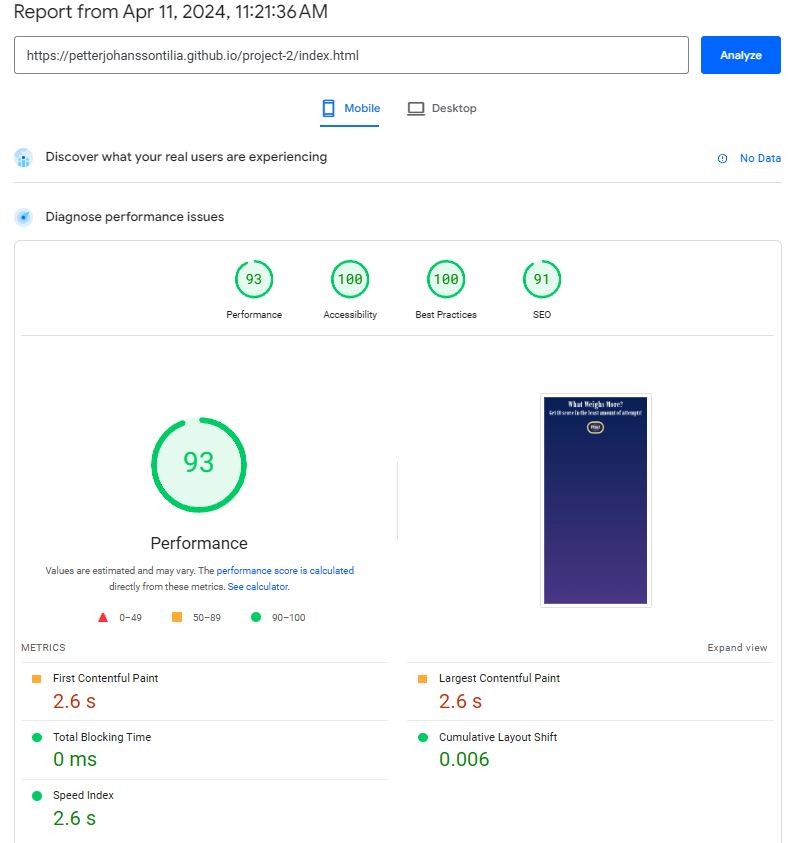 Report from Apr 11, 2024, 11:21:36 AM
https://petterjohanssontilia.github.io/project-2/index.html
Analyze
Mobile
Desktop
Discover what your real users are experiencing
No Data
Diagnose performance issues
93
100
100
91
Performance
Accessibility
Best Practices
SEO
What Weighs More?
Get 10 score in the least amount of attempts!
Play!
93
Performance
Values are estimated and may vary. The performance score is calculated
directly from these metrics. See calculator.
0–49
50–89
90–100
METRICS
Expand view
First Contentful Paint
2.6 s
Largest Contentful Paint
2.6 s
Total Blocking Time
0 ms
Cumulative Layout Shift
0.006
Speed Index
2.6 s